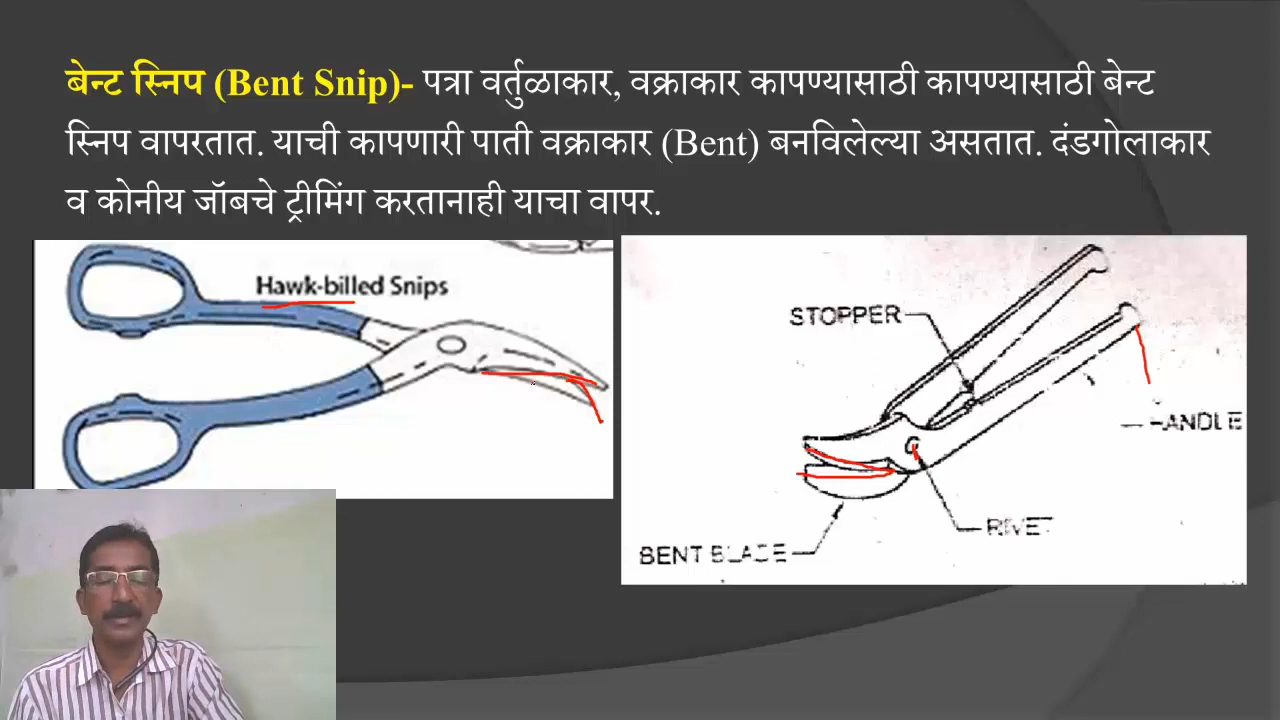 बेन्ट स्निप (Bent Snip)- पत्रा वर्तुळाकार, वक्राकार कापण्यासाठी कापण्यासाठी बेन्ट
स्निप वापरतात. याची कापणारी पाती वक्राकार (Bent) बनविलेल्या असतात. दंडगोलाकार
व कोनीय जॉबचे ट्रीमिंग करतानाही याचा वापर.
Hawk-billed Snips
STOPPER
HANDLE
RIVET
BENT BLADE